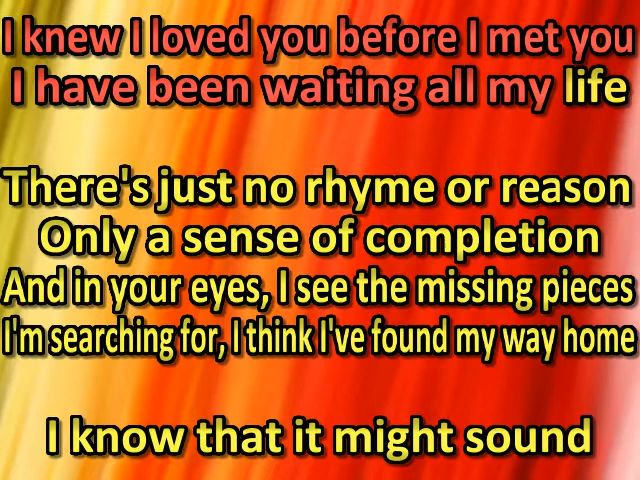 I knew I loved you before I met you
I have been waiting all my life
There's just no rhyme or reason
Only a sense of completion
And in your eyes, I see the missing pieces
I'm searching for, I think I've found my way home
I know that it might sound